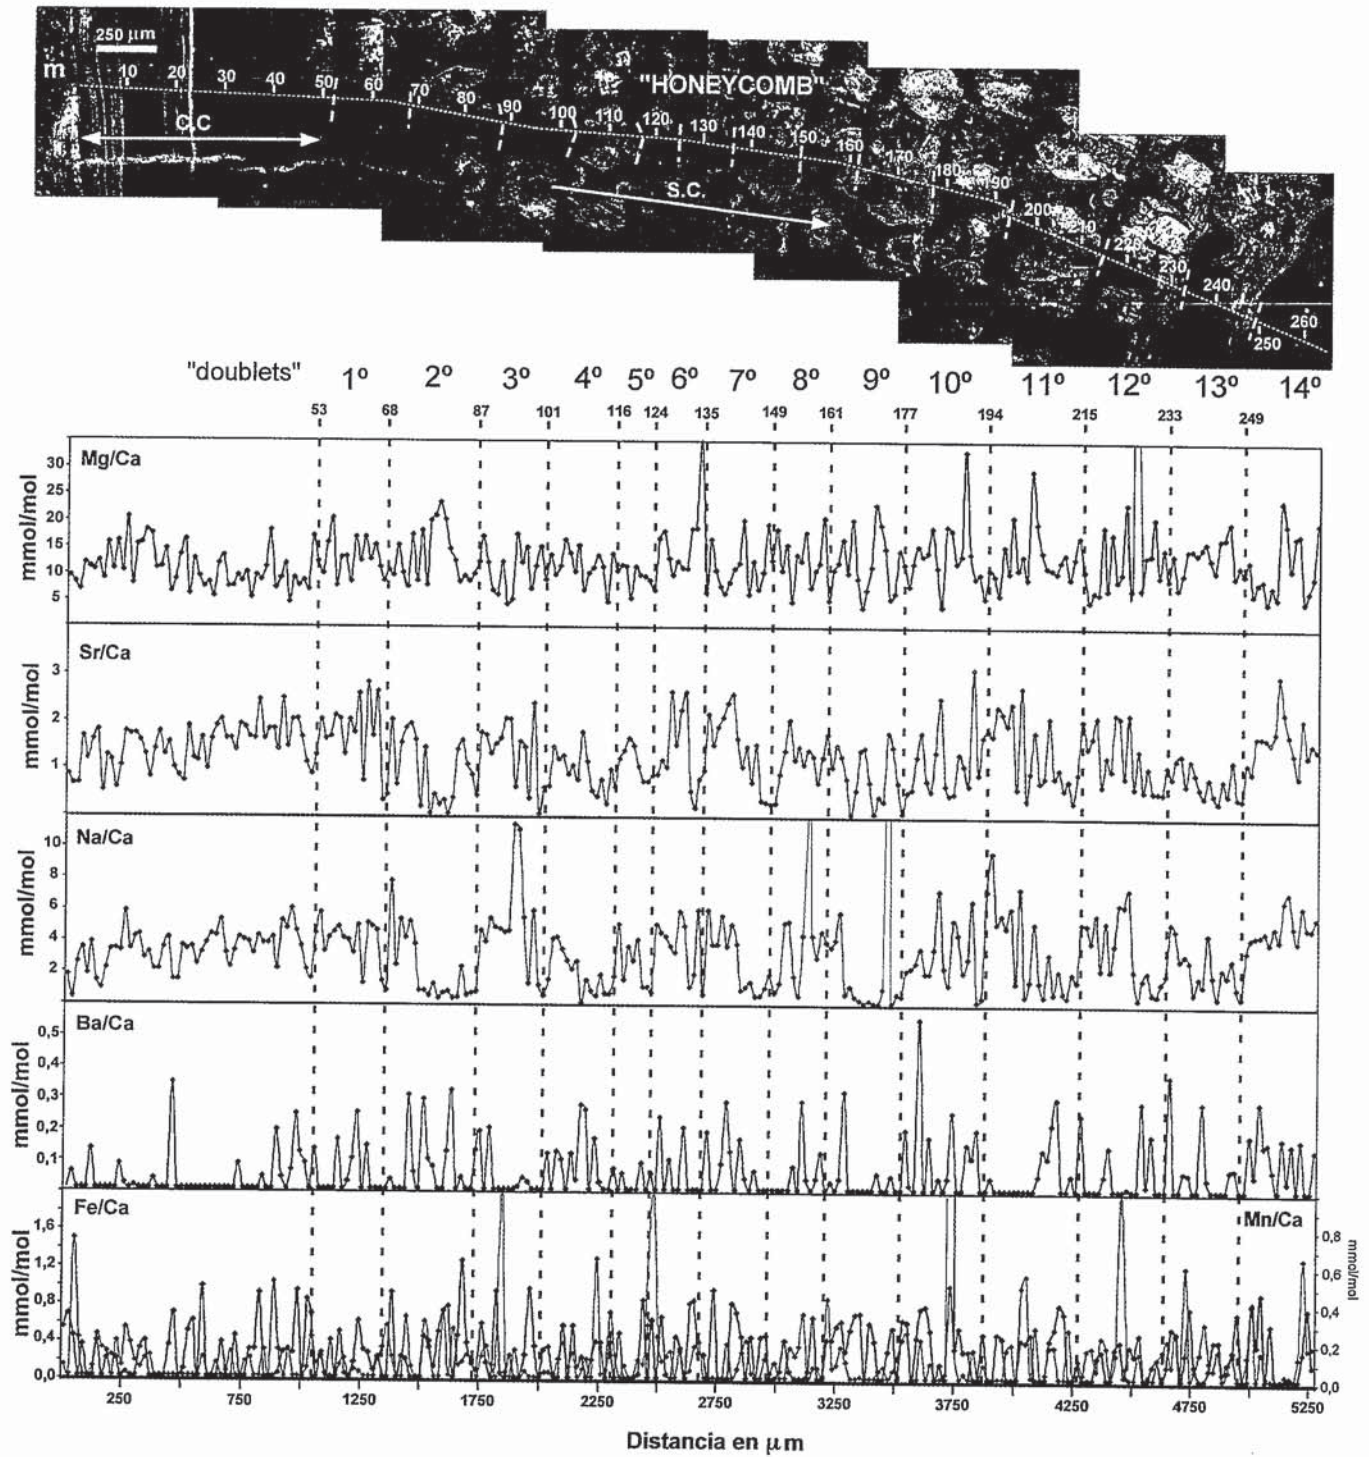 250 µm
m
10 20 30 40 50 60 70 80 90 100 110 120 130 140 150 160 170 180 190 200 210 220 230 240 250 260
"HONEYCOMB"
C.C
S.C.
"doublets" 1º 2º 3º 4º 5º 6º 7º 8º 9º 10º 11º 12º 13º 14º
53 68 87 101 116 124 135 149 161 177 194 215 233 249
Mg/Ca
mmol/mol
30
25
20
15
10
5
Sr/Ca
mmol/mol
3
2
1
Na/Ca
mmol/mol
10
8
6
4
2
Ba/Ca
mmol/mol
0,5
0,4
0,3
0,2
0,1
Fe/Ca
Mn/Ca
mmol/mol
1,6
1,2
0,8
0,4
0,0
0,8
0,6
0,4
0,2
0,0
mmol/mol
250 750 1250 1750 2250 2750 3250 3750 4250 4750 5250
Distancia en µm